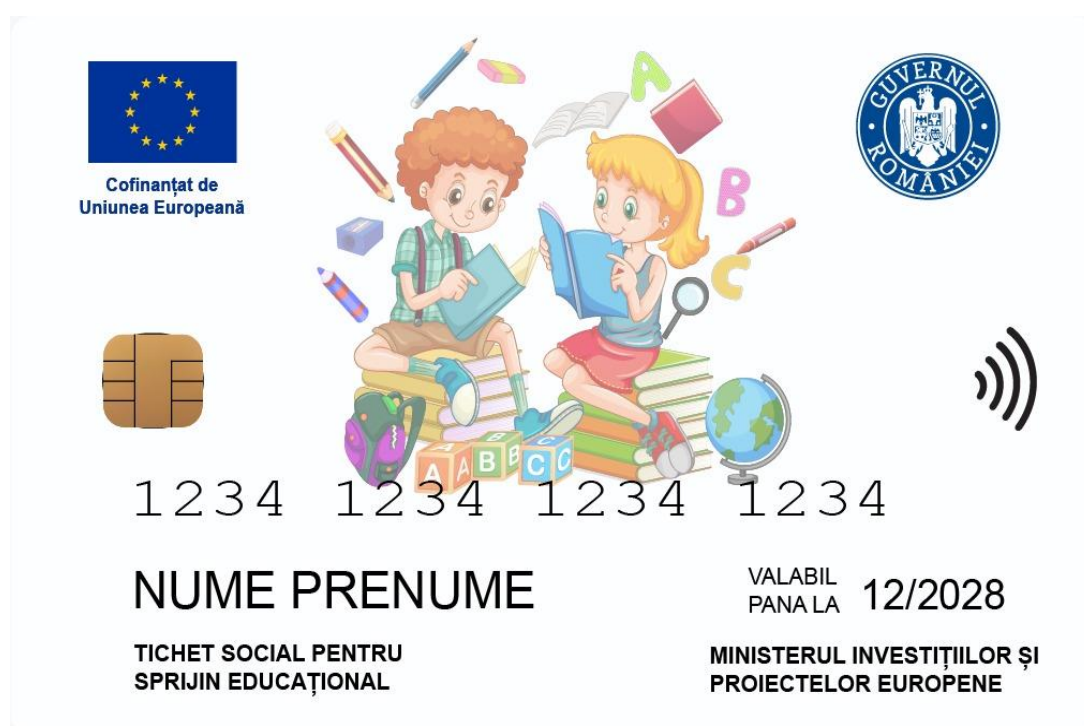 Cofinanțat de
Uniunea Europeană
GUVERNUL ROMÂNIEI
A
B
C
A A B B C C
1234 1234 1234 1234
NUME PRENUME
VALABIL
PANA LA 12/2028
TICHET SOCIAL PENTRU
SPRIJIN EDUCAȚIONAL
MINISTERUL INVESTIȚIILOR ȘI
PROIECTELOR EUROPENE